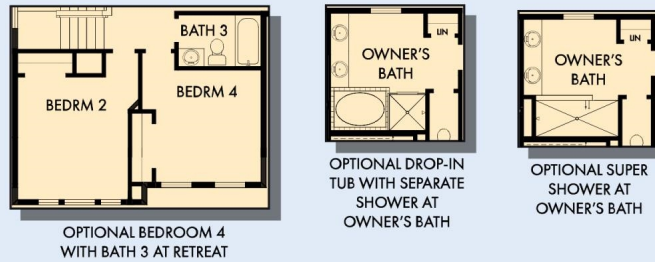 BATH 3
BEDRM 2
BEDRM 4
OPTIONAL BEDROOM 4
WITH BATH 3 AT RETREAT
OWNER'S
BATH
LIN
OPTIONAL DROP-IN
TUB WITH SEPARATE
SHOWER AT
OWNER'S BATH
OWNER'S
BATH
LIN
OPTIONAL SUPER
SHOWER AT
OWNER'S BATH